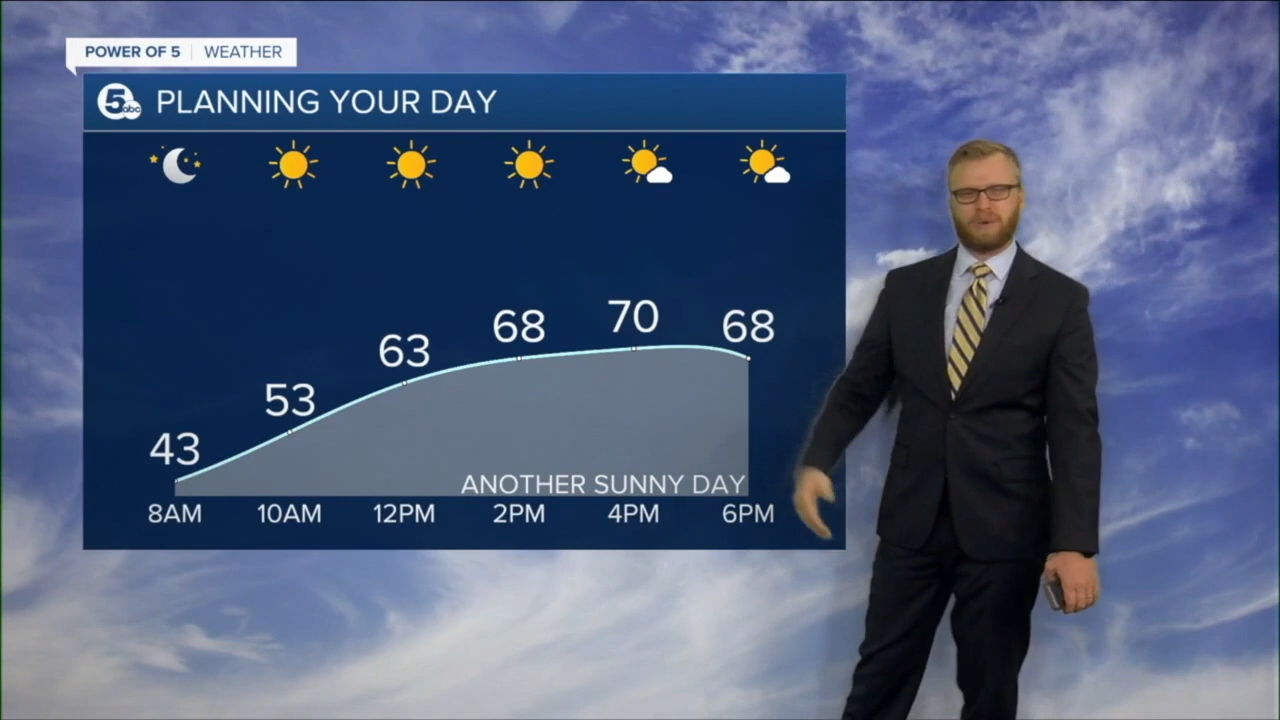 POWER OF 5 | WEATHER
5 abc PLANNING YOUR DAY
43 53 63 68 70 68
ANOTHER SUNNY DAY
8AM 10AM 12PM 2PM 4PM 6PM